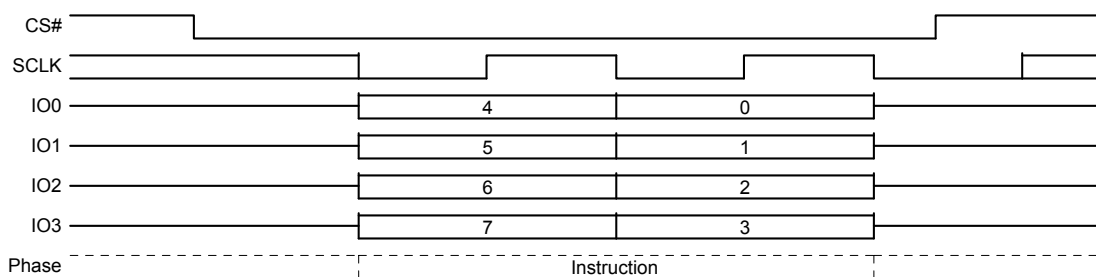 CS#
SCLK
IO0 4 0
IO1 5 1
IO2 6 2
IO3 7 3
Phase Instruction